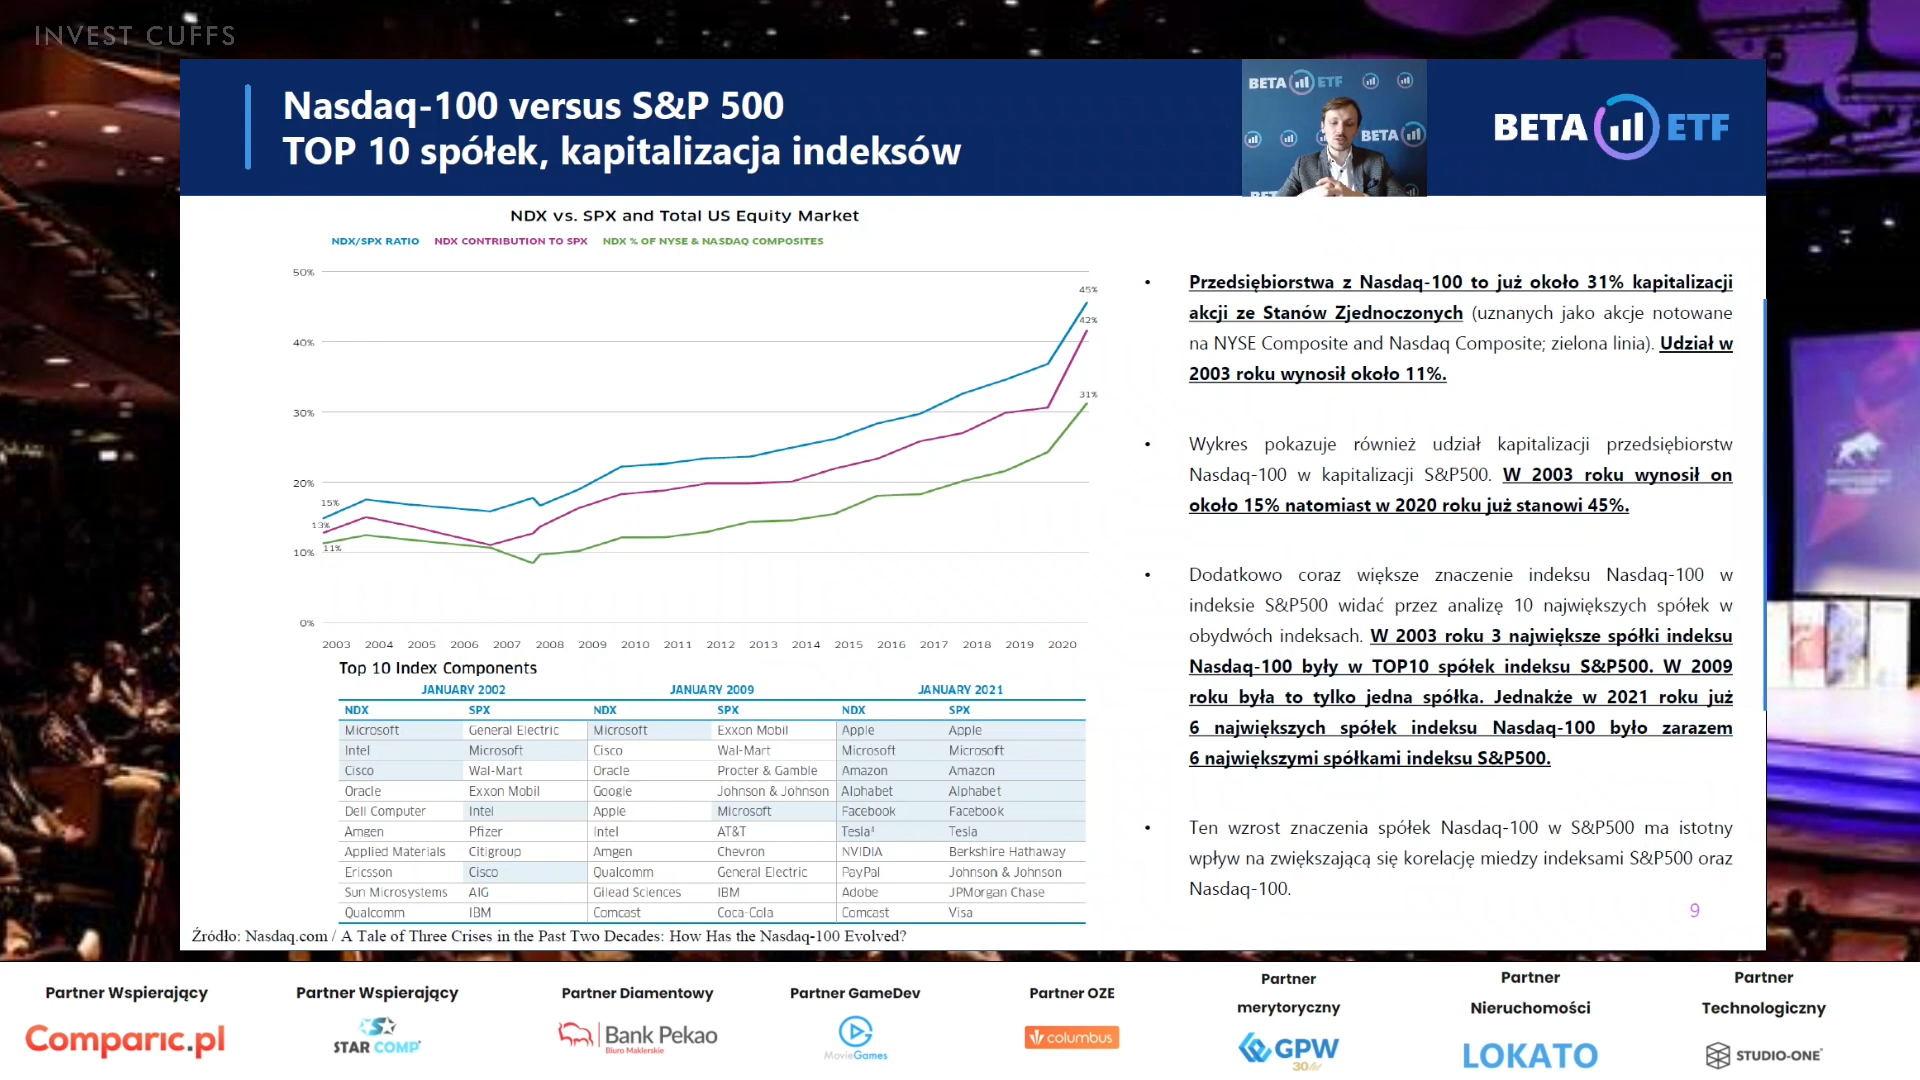 INVEST CUFFS
Nasdaq-100 versus S&P 500
TOP 10 spółek, kapitalizacja indeksów
BETA ETF
BETA
BETA ETF
NDX vs. SPX and Total US Equity Market
NDX/SPX RATIO NDX CONTRIBUTION TO SPX NDX % OF NYSE & NASDAQ COMPOSITES
50%
40%
30%
20%
10%
0%
15%
13%
11%
45%
42%
31%
2003 2004 2005 2006 2007 2008 2009 2010 2011 2012 2013 2014 2015 2016 2017 2018 2019 2020
Top 10 Index Components
JANUARY 2002 JANUARY 2009 JANUARY 2021
NDX SPX NDX SPX NDX SPX
Microsoft General Electric Microsoft Exxon Mobil Apple Apple
Intel Microsoft Cisco Wal-Mart Microsoft Microsoft
Cisco Wal-Mart Oracle Procter & Gamble Amazon Amazon
Oracle Exxon Mobil Google Johnson & Johnson Alphabet Alphabet
Dell Computer Intel Apple Microsoft Facebook Facebook
Amgen Pfizer Intel AT&T Tesla Tesla
Applied Materials Citigroup Amgen Chevron NVIDIA Berkshire Hathaway
Ericsson Cisco Qualcomm General Electric PayPal Johnson & Johnson
Sun Microsystems AIG Gilead Sciences IBM Adobe JPMorgan Chase
Qualcomm IBM Comcast Coca-Cola Comcast Visa
Źródło: Nasdaq.com / A Tale of Three Crises in the Past Two Decades: How Has the Nasdaq-100 Evolved?
• Przedsiębiorstwa z Nasdaq-100 to już około 31% kapitalizacji
akcji ze Stanów Zjednoczonych (uznanych jako akcje notowane
na NYSE Composite and Nasdaq Composite; zielona linia). Udział w
2003 roku wynosił około 11%.
• Wykres pokazuje również udział kapitalizacji przedsiębiorstw
Nasdaq-100 w kapitalizacji S&P500. W 2003 roku wynosił on
około 15% natomiast w 2020 roku już stanowi 45%.
• Dodatkowo coraz większe znaczenie indeksu Nasdaq-100 w
indeksie S&P500 widać przez analizę 10 największych spółek w
obydwóch indeksach. W 2003 roku 3 największe spółki indeksu
Nasdaq-100 były w TOP10 spółek indeksu S&P500. W 2009
roku była to tylko jedna spółka. Jednakże w 2021 roku już
6 największych spółek indeksu Nasdaq-100 było zarazem
6 największymi spółkami indeksu S&P500.
• Ten wzrost znaczenia spółek Nasdaq-100 w S&P500 ma istotny
wpływ na zwiększającą się korelację miedzy indeksami S&P500 oraz
Nasdaq-100.
9
Partner Wspierający
Comparic.pl
Partner Wspierający
STAR COMP
Partner Diamentowy
Bank Pekao
Biuro Maklerskie
Partner GameDev
MovieGames
Partner OZE
columbus
Partner
merytoryczny
GPW
30 lat
Partner
Nieruchomości
LOKATO
Partner
Technologiczny
STUDIO-ONE